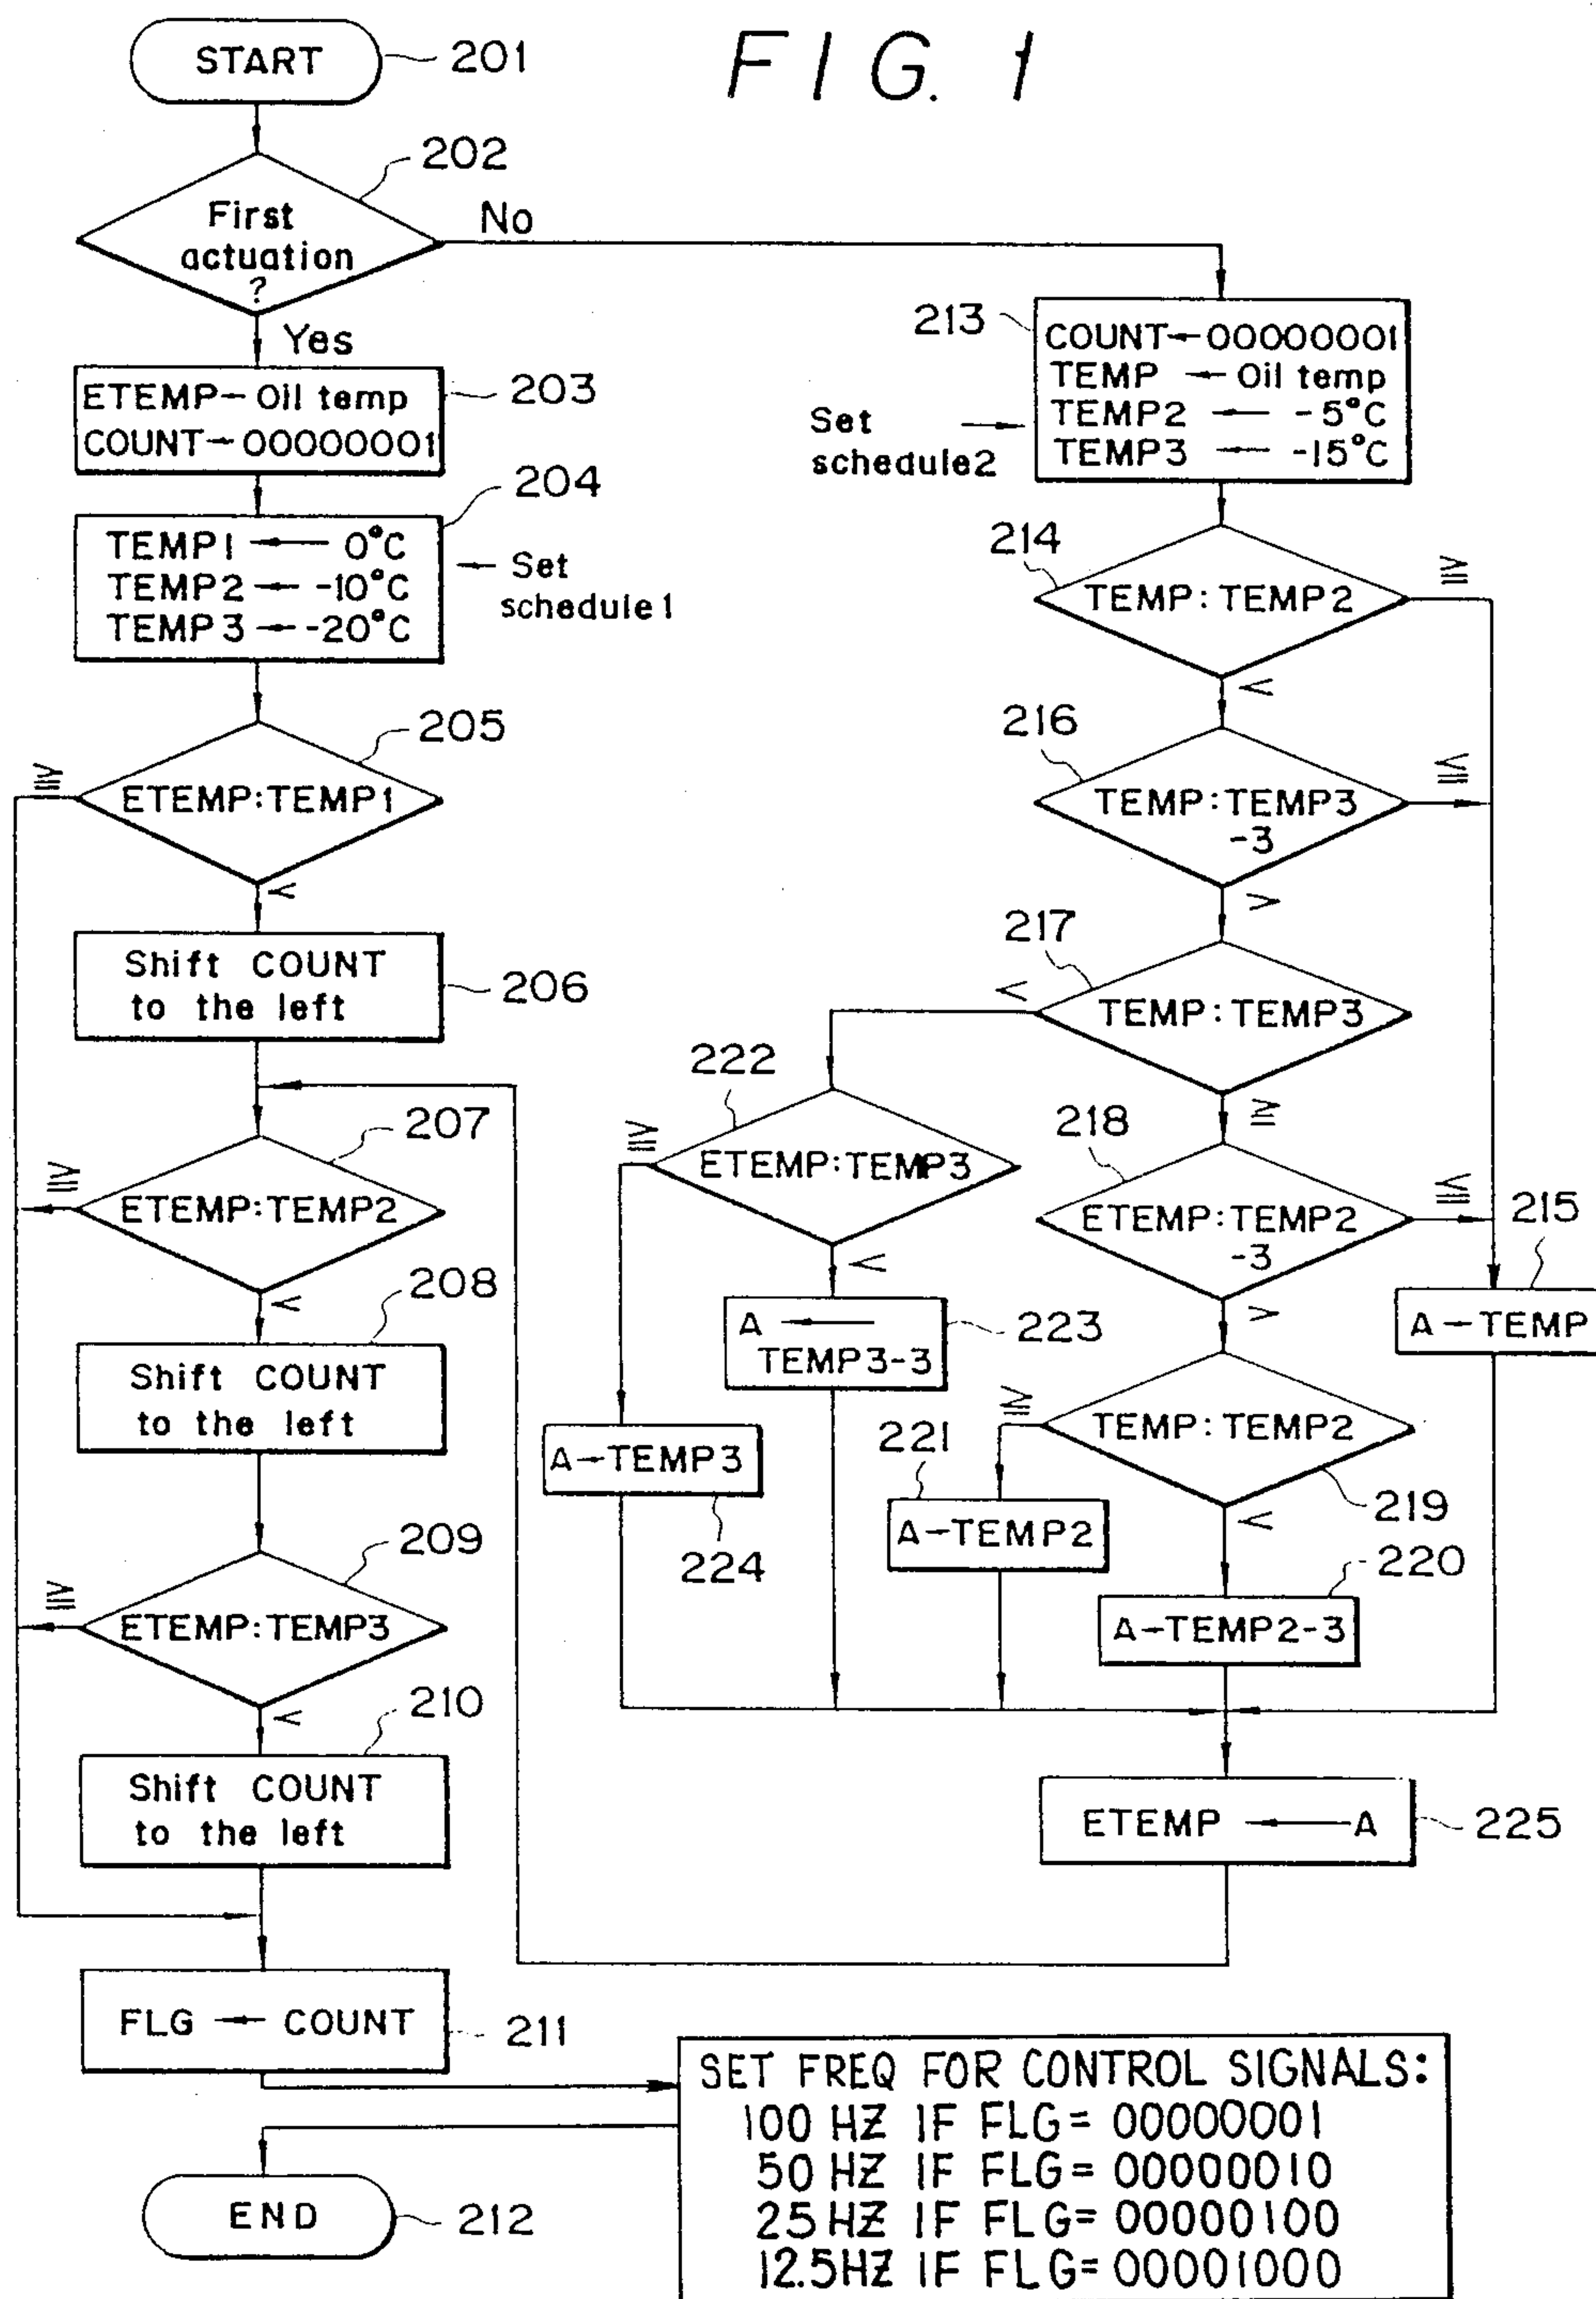 FIG. 1
START
201
202
First
actuation
?
No
Yes
ETEMP←Oil temp
COUNT←00000001
203
204
TEMP1 ← 0°C
TEMP2 ← -10°C
TEMP3 ← -20°C
← Set
schedule1
205
≧
ETEMP:TEMP1
<
Shift COUNT
to the left
206
207
≧
ETEMP:TEMP2
<
208
Shift COUNT
to the left
209
≧
ETEMP:TEMP3
<
210
Shift COUNT
to the left
FLG ← COUNT
211
END
212
213
COUNT←00000001
TEMP ← Oil temp
TEMP2 ← -5°C
TEMP3 ← -15°C
Set →
schedule2
214
TEMP:TEMP2
≧
<
216
TEMP:TEMP3
-3
≦
>
217
<
TEMP:TEMP3
≧
222
≧
ETEMP:TEMP3
<
218
ETEMP:TEMP2
-3
≦
>
215
A←TEMP
A ←
TEMP3-3
223
A←TEMP3
224
≧
TEMP:TEMP2
219
<
221
A←TEMP2
220
A←TEMP2-3
ETEMP ← A
225
SET FREQ FOR CONTROL SIGNALS:
100 HZ IF FLG= 00000001
50 HZ IF FLG= 00000010
25 HZ IF FLG= 00000100
12.5HZ IF FLG= 00001000